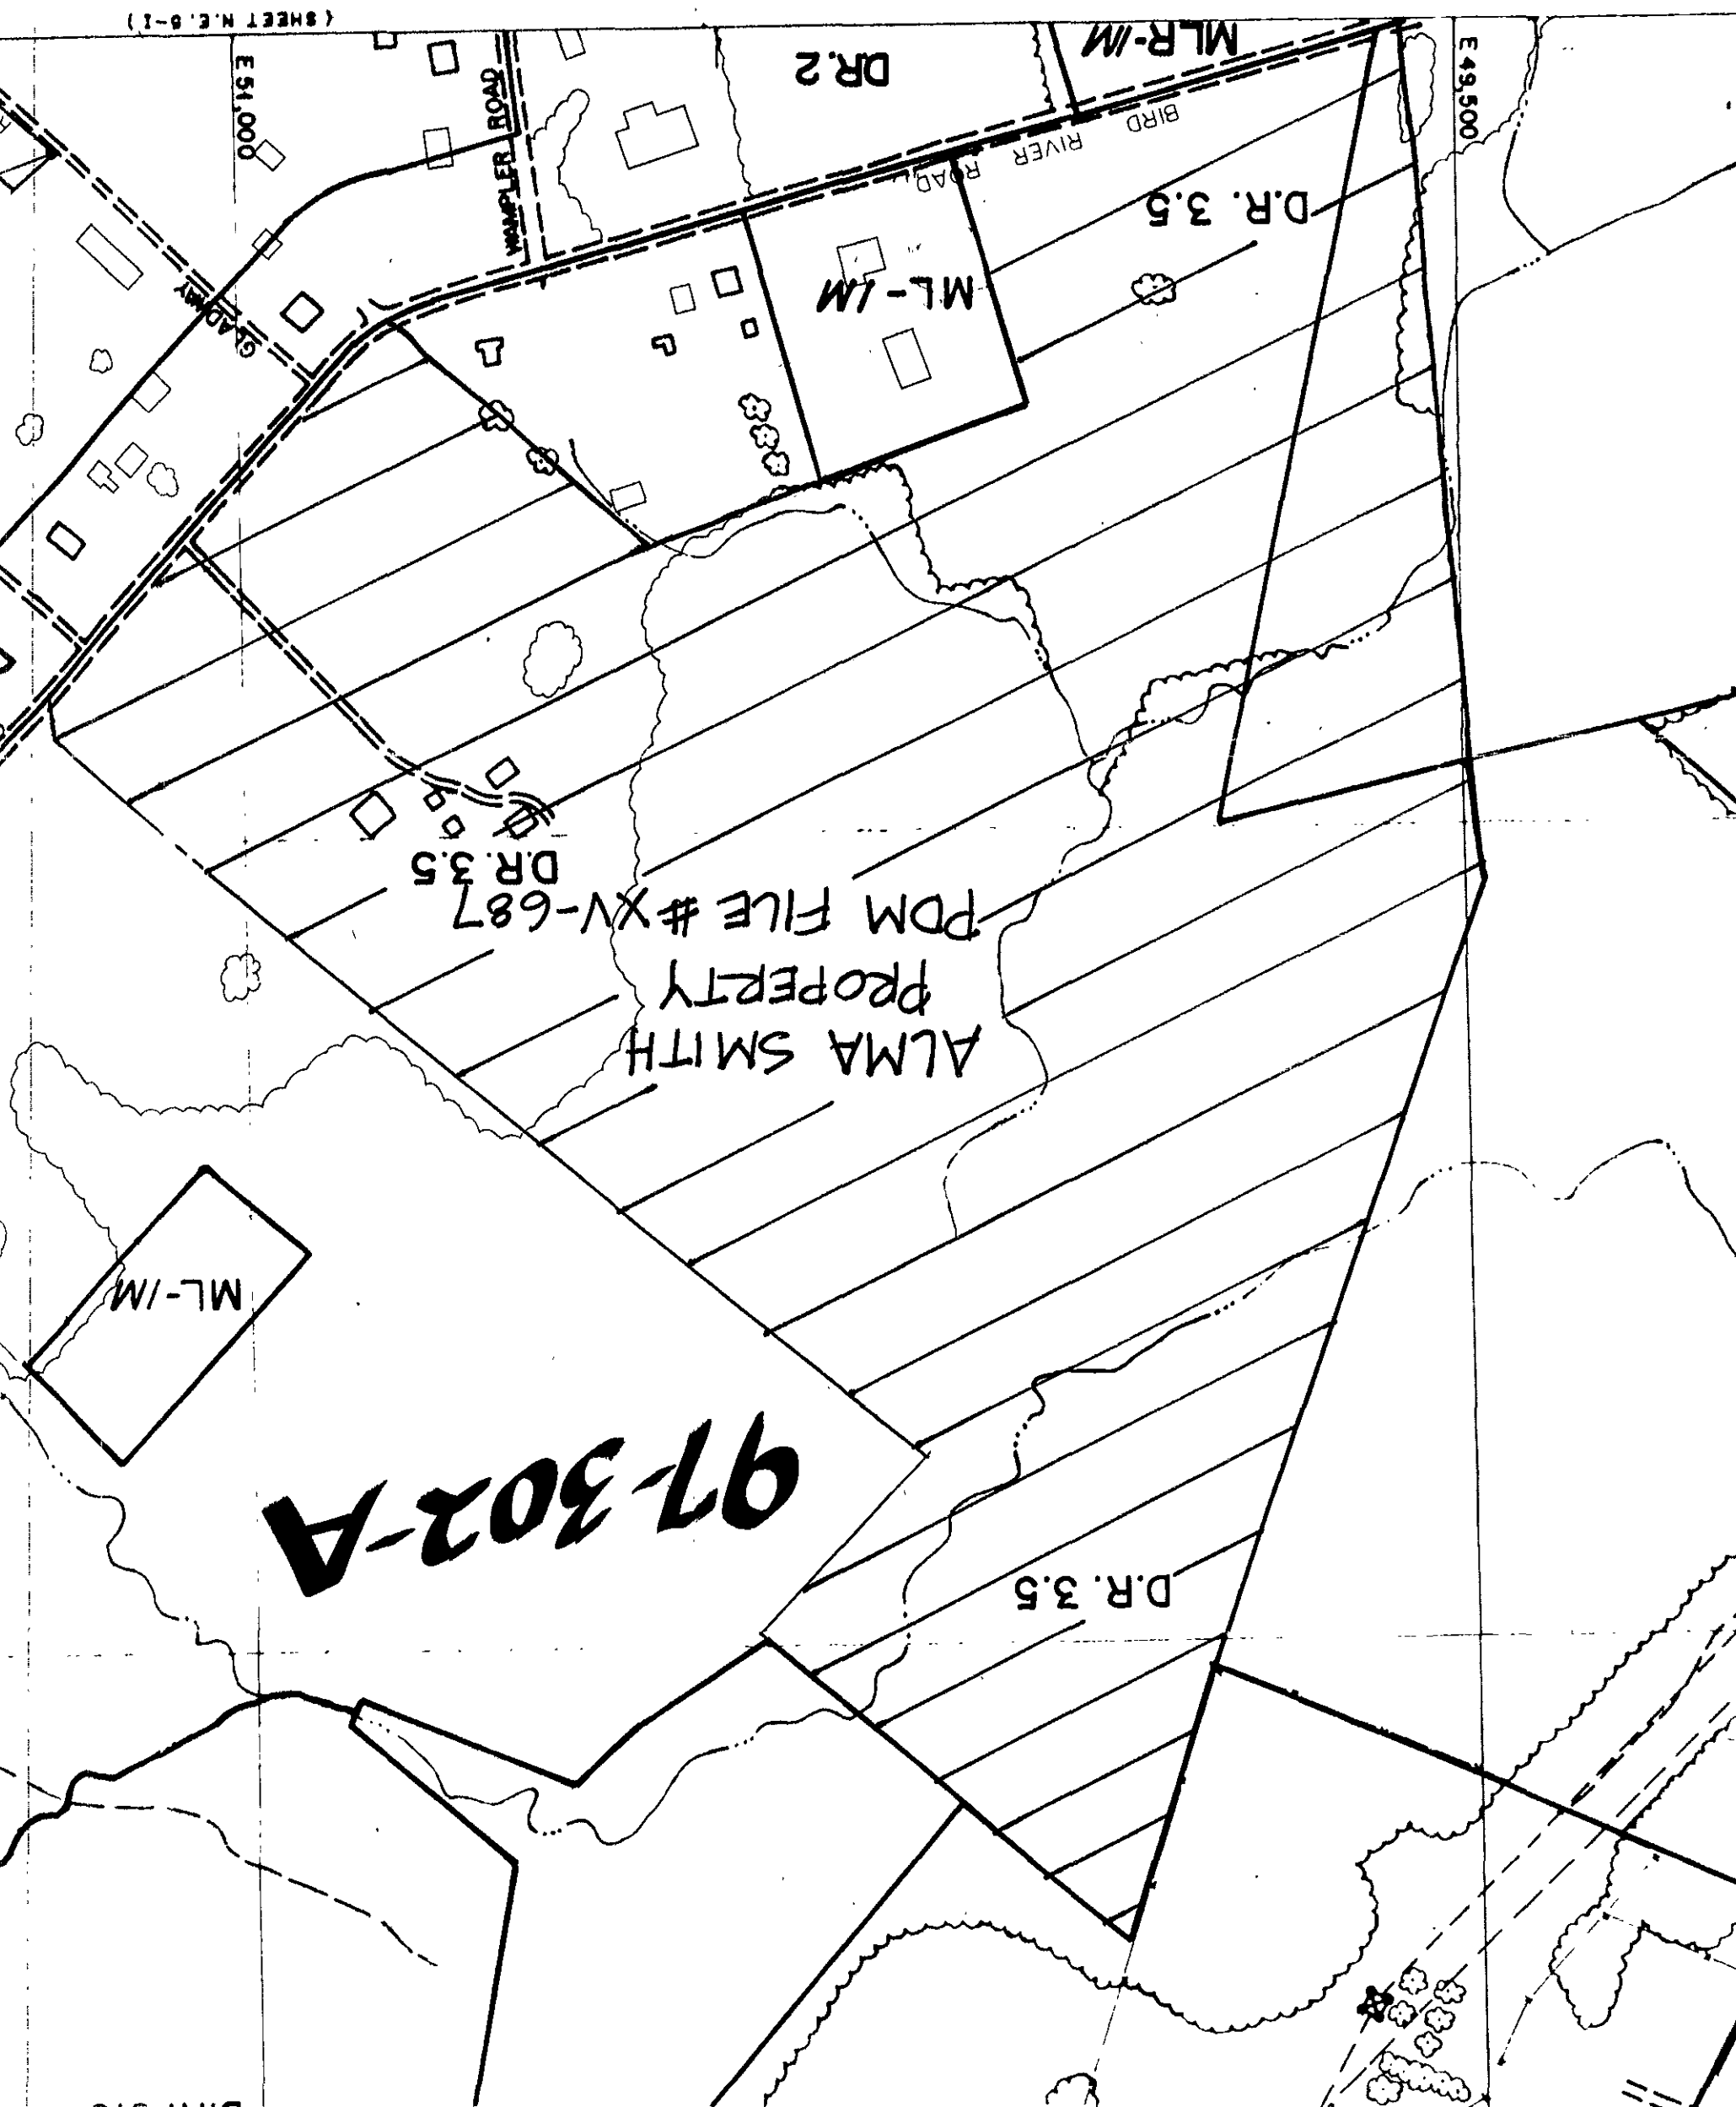 D.R. 3.5
97-302-A
ML-IM
ALMA SMITH
PROPERTY
PDM FILE #XV-687
D.R. 3.5
ML-IM
D.R. 3.5
BIRD RIVER ROAD
GLADWAY
WAMPLER ROAD
E 49,500
MLR-IM
DR. 2
E 51,000
(SHEET N.E. 8-I)